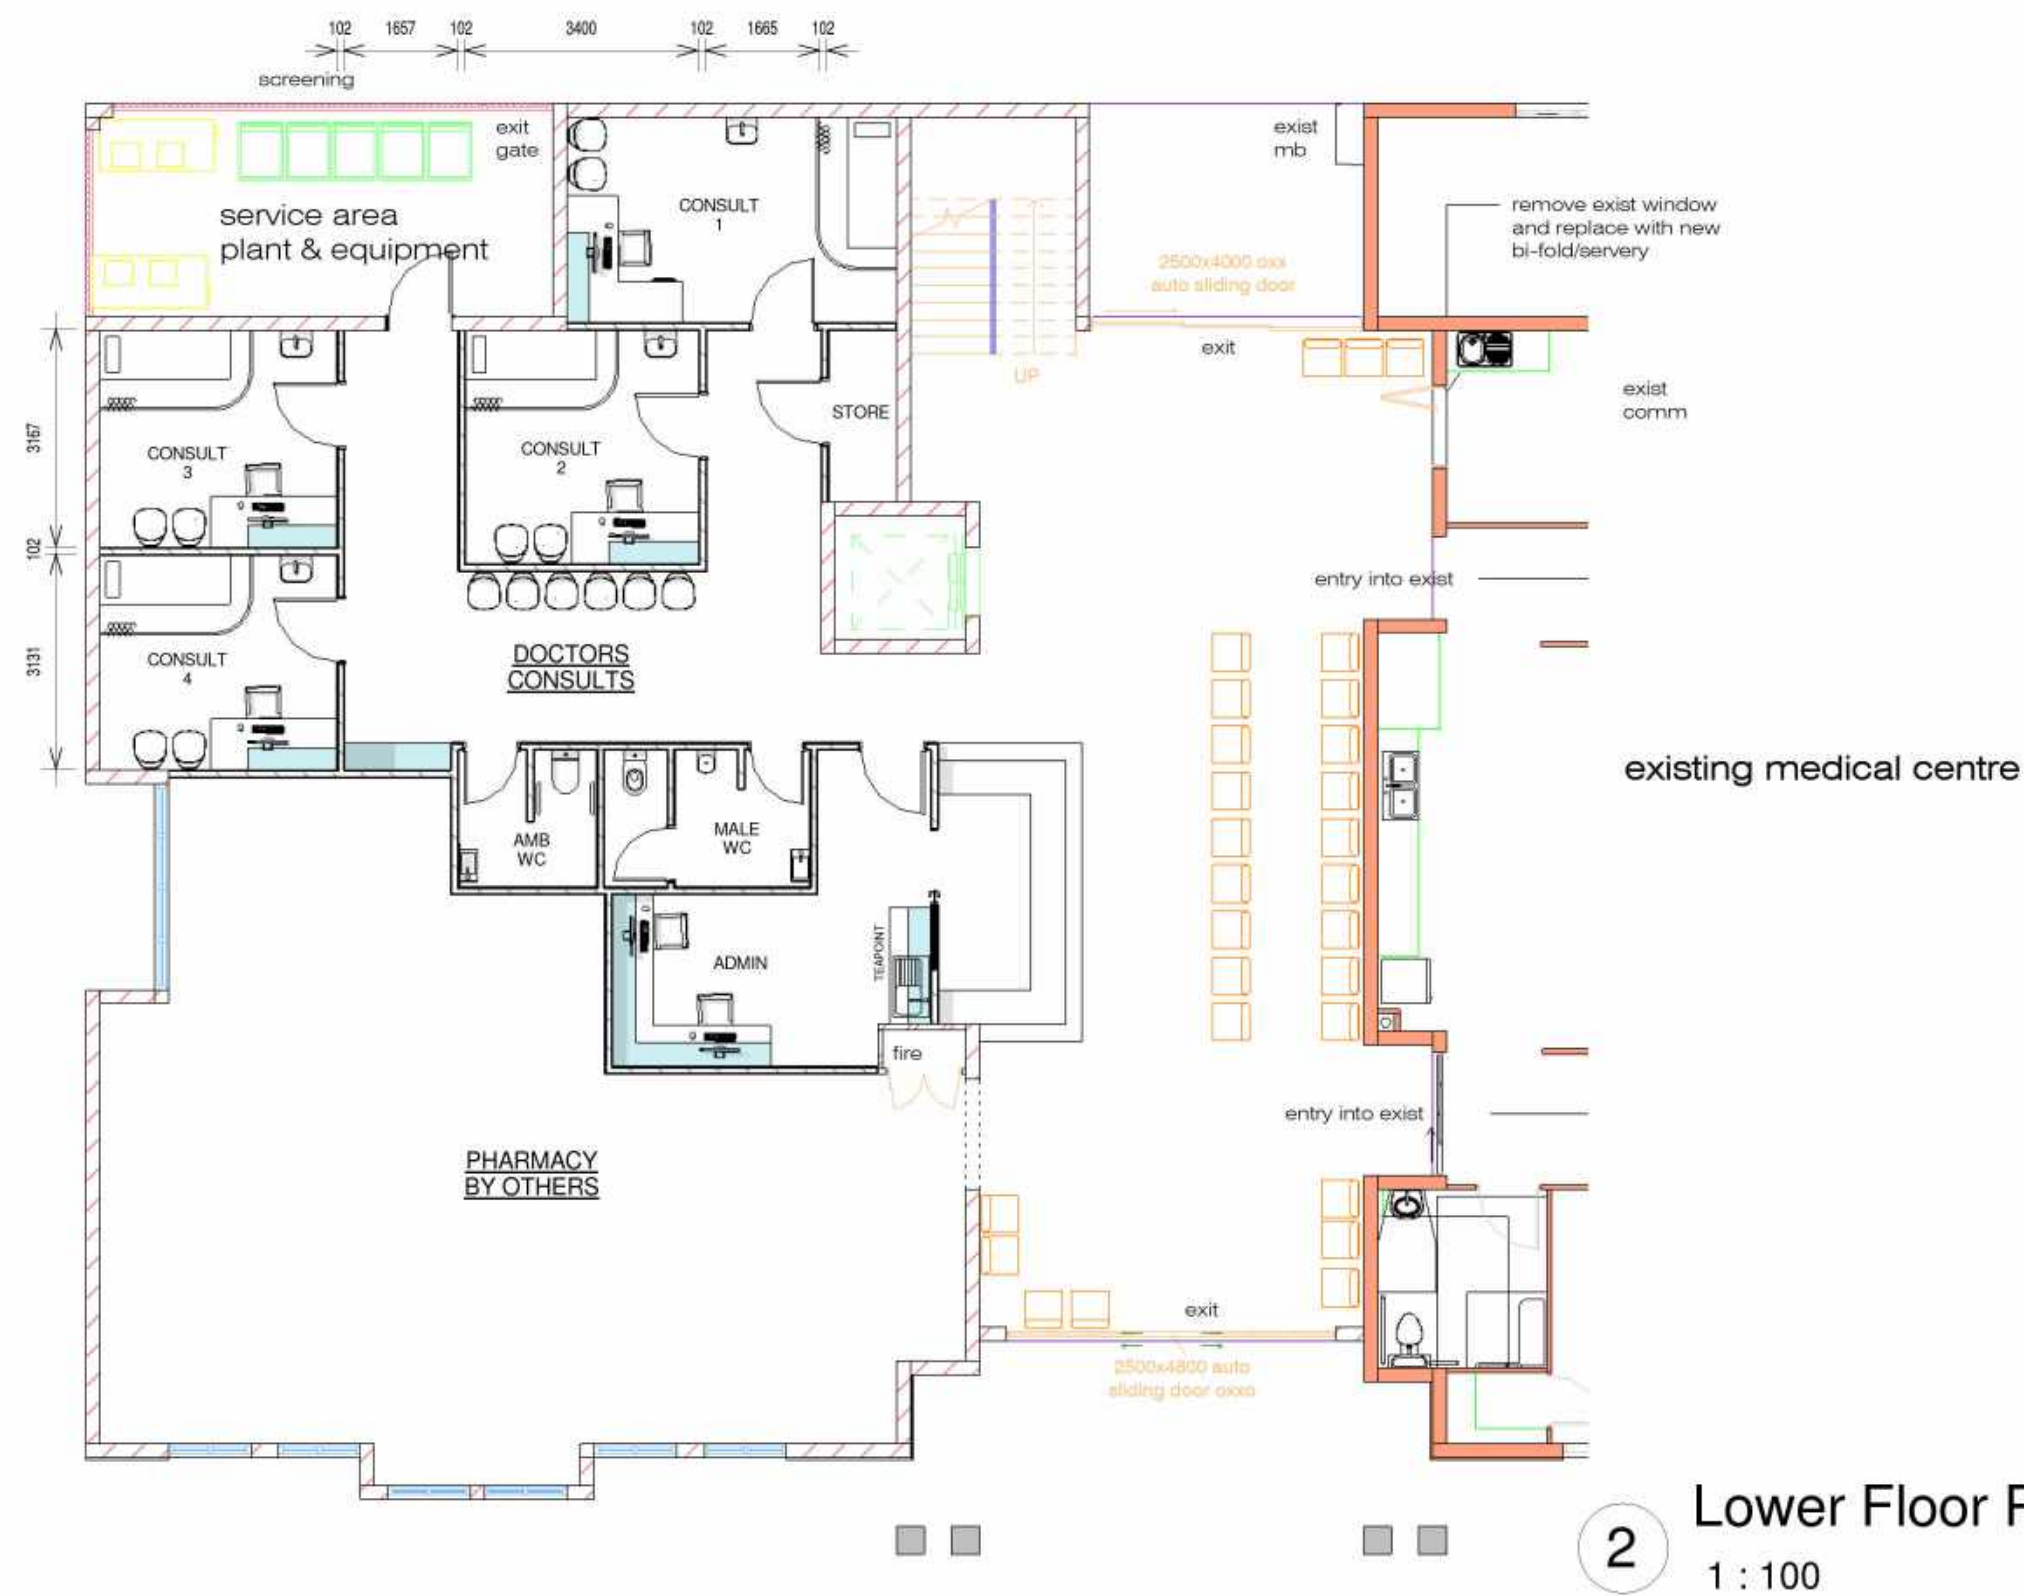 102 1657 102 3400 102 1665 102
screening
exit
gate
exist
mb
service area
plant & equipment
CONSULT
1
remove exist window
and replace with new
bi-fold/servery
2500x4000 oxx
auto sliding door
exit
UP
exist
comm
STORE
3167
CONSULT
3
CONSULT
2
102
entry into exist
3131
CONSULT
4
DOCTORS
CONSULTS
existing medical centre
AMB
WC
MALE
WC
ADMIN
TEAPOINT
fire
entry into exist
PHARMACY
BY OTHERS
exit
2500x4800 auto
sliding door oxxo
2
Lower Floor
1 : 100